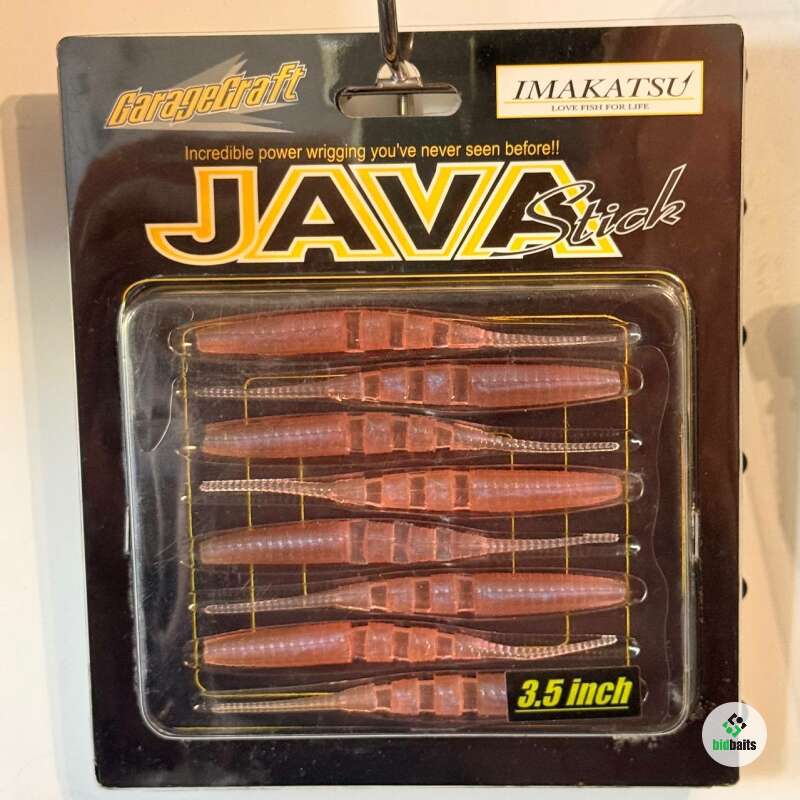 GarageCraft
IMAKATSU
LOVE FISH FOR LIFE
Incredible power wrigging you've never seen before!!
JAVA Stick
3.5 inch
bidbaits